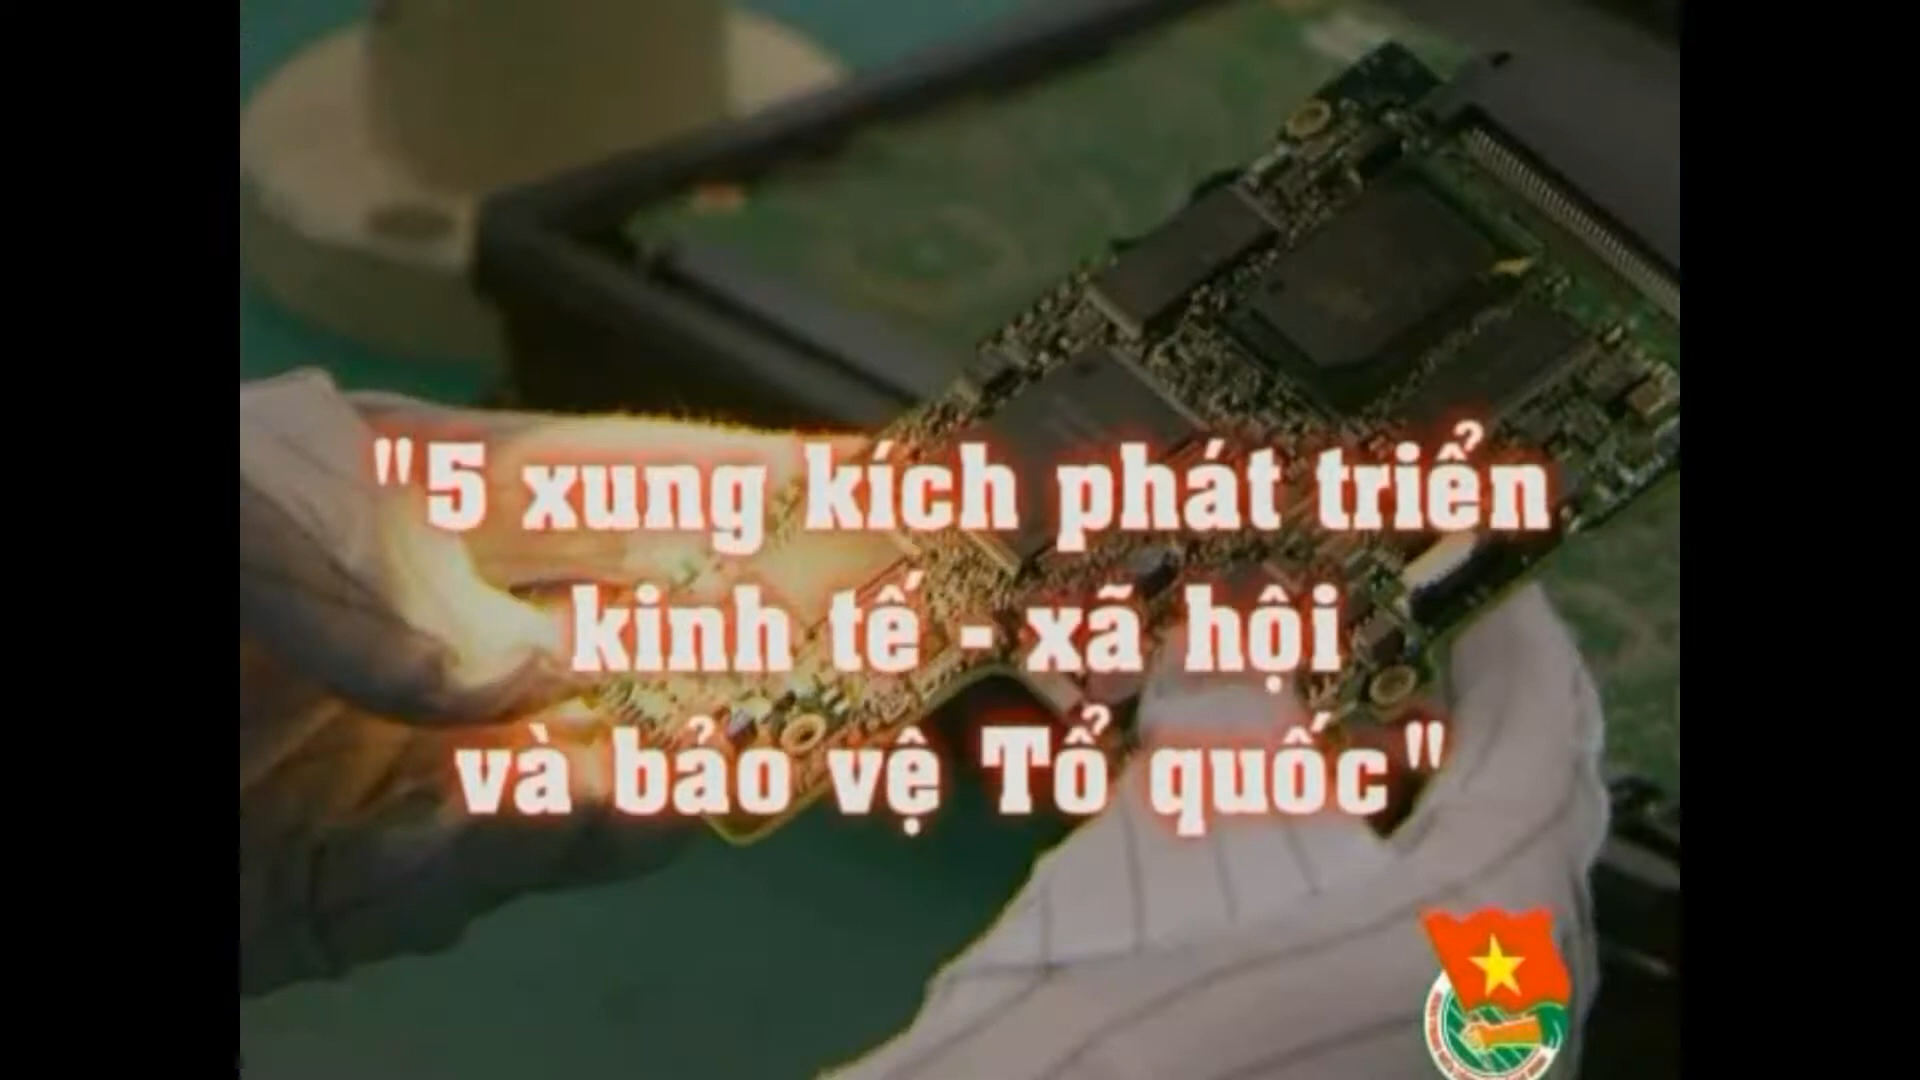 "5 xung kích phát triển
kinh tế - xã hội
và bảo vệ Tổ quốc"